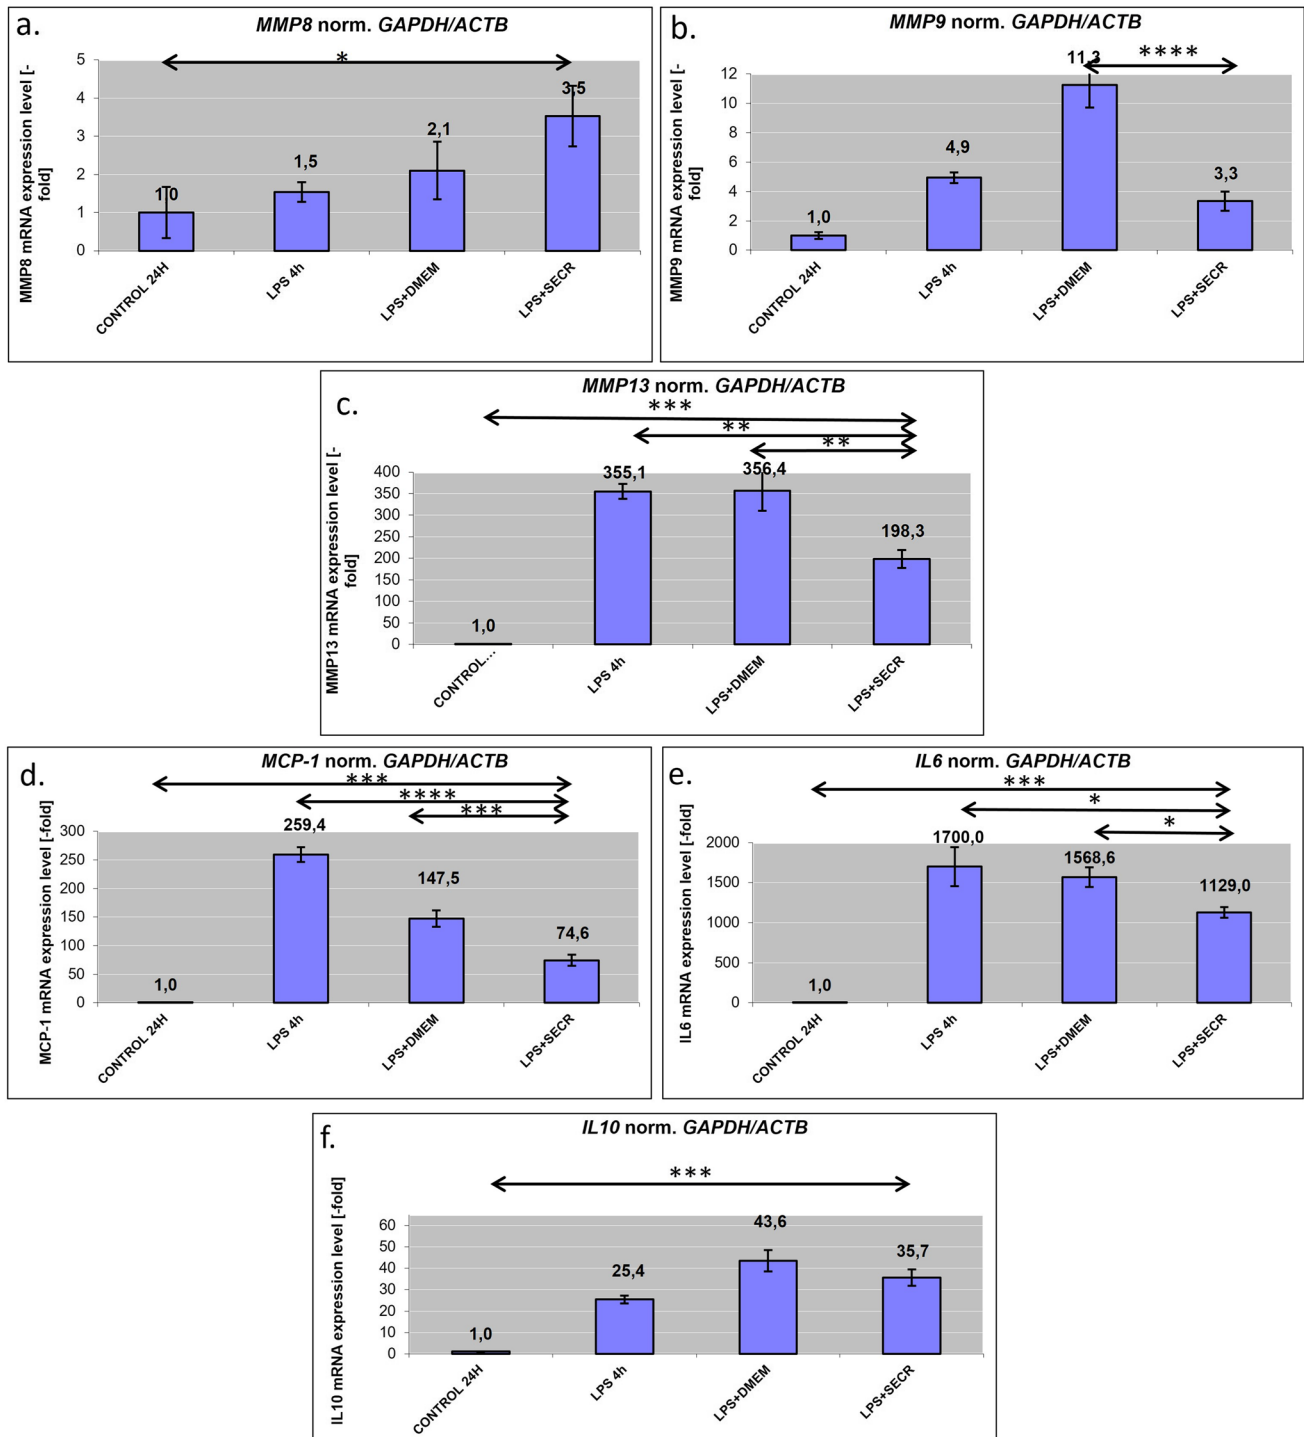 a.
MMP8 norm. GAPDH/ACTB
*
MMP8 mRNA expression level [-
fold]
5
4
3
2
1
0
1,0
1,5
2,1
3,5
CONTROL 24H
LPS 4h
LPS+DMEM
LPS+SECR
b.
MMP9 norm. GAPDH/ACTB
****
MMP9 mRNA expression level [-
fold]
12
10
8
6
4
2
0
1,0
4,9
11,3
3,3
CONTROL 24H
LPS 4h
LPS+DMEM
LPS+SECR
c.
MMP13 norm. GAPDH/ACTB
***
**
**
MMP13 mRNA expression level [-
fold]
400
350
300
250
200
150
100
50
0
1,0
355,1
356,4
198,3
CONTROL...
LPS 4h
LPS+DMEM
LPS+SECR
d.
MCP-1 norm. GAPDH/ACTB
***
****
***
MCP-1 mRNA expression level [-fold]
300
250
200
150
100
50
0
1,0
259,4
147,5
74,6
CONTROL 24H
LPS 4h
LPS+DMEM
LPS+SECR
e.
IL6 norm. GAPDH/ACTB
***
*
*
IL6 mRNA expression level [-fold]
2000
1500
1000
500
0
1,0
1700,0
1568,6
1129,0
CONTROL 24H
LPS 4h
LPS+DMEM
LPS+SECR
f.
IL10 norm. GAPDH/ACTB
***
IL10 mRNA expression level [-fold]
60
50
40
30
20
10
0
1,0
25,4
43,6
35,7
CONTROL 24H
LPS 4h
LPS+DMEM
LPS+SECR